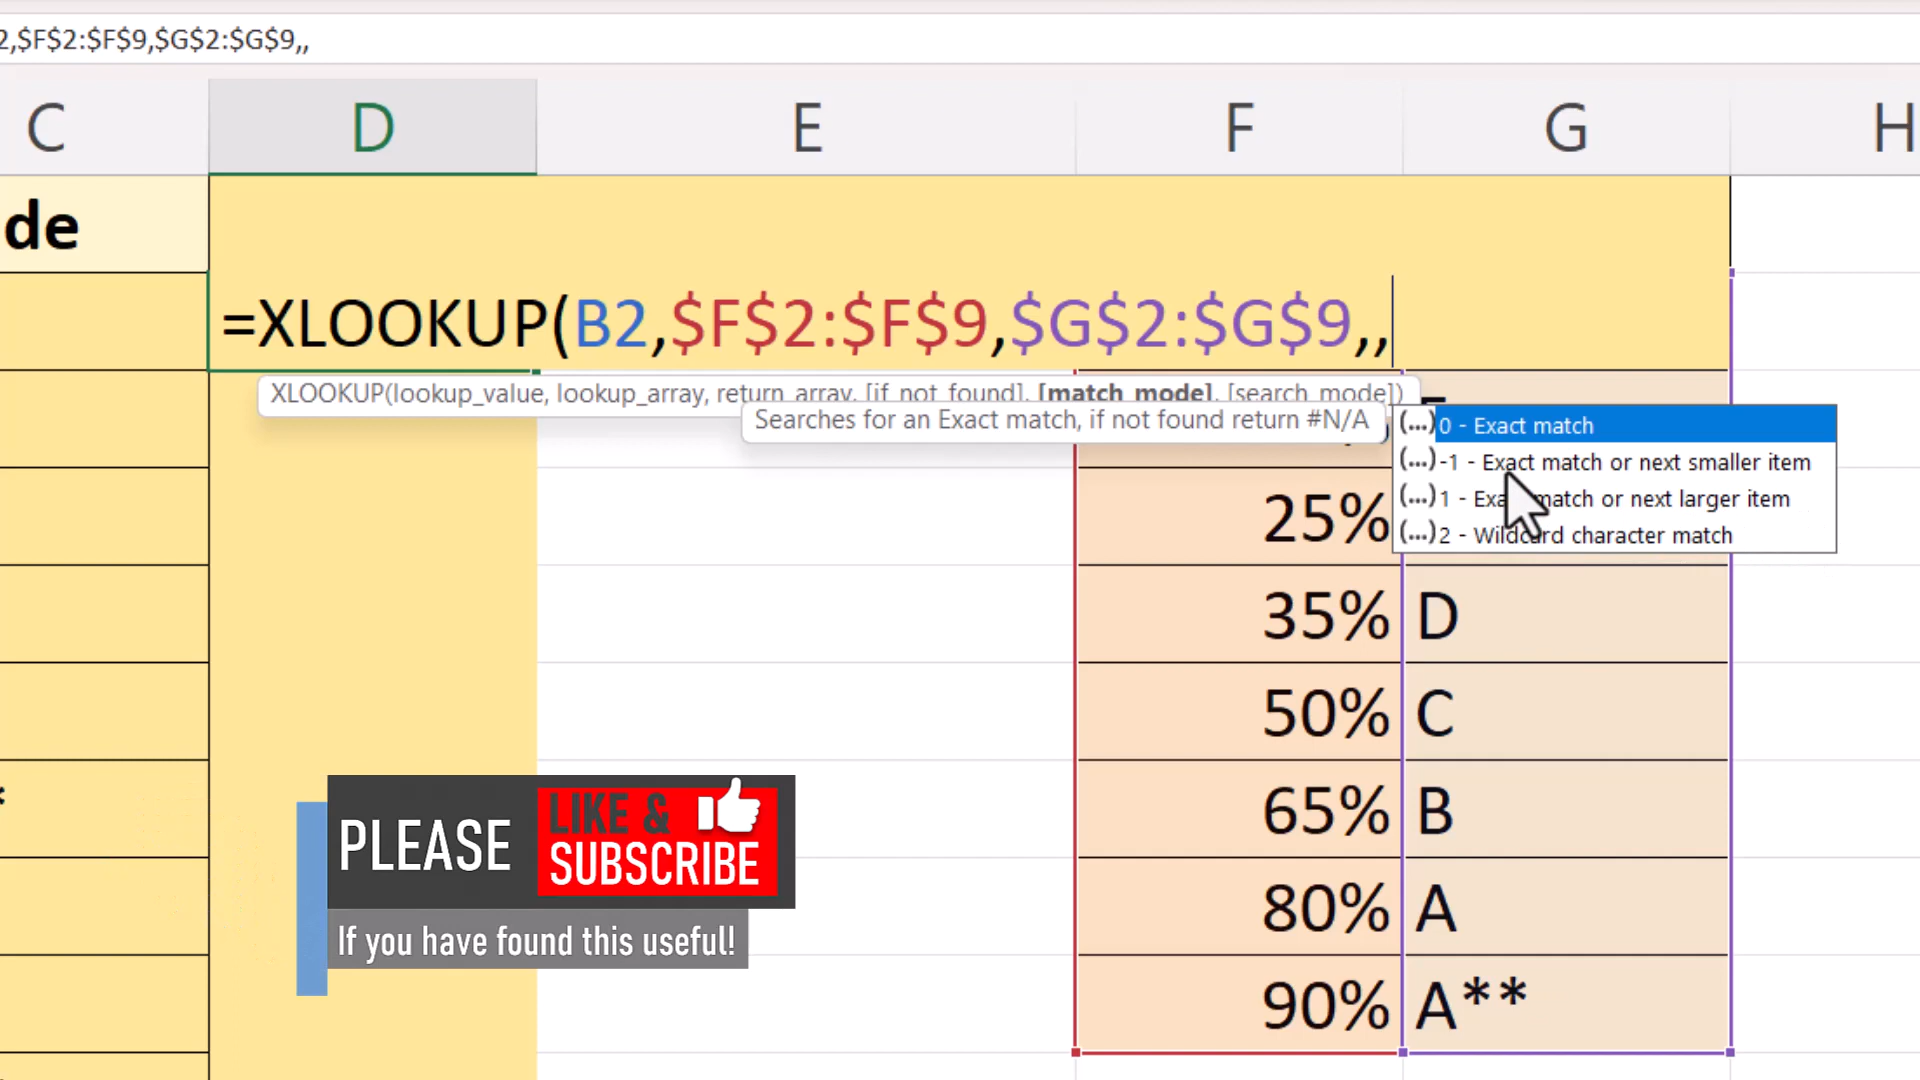 2,$F$2:$F$9,$G$2:$G$9,,
C D E F G H
de
=XLOOKUP(B2,$F$2:$F$9,$G$2:$G$9,,
XLOOKUP(lookup_value, lookup_array, return_array, [if_not_found], [match_mode], [search_mode])
Searches for an Exact match, if not found return #N/A
(...) 0 - Exact match
(...) -1 - Exact match or next smaller item
(...) 1 - Exact match or next larger item
(...) 2 - Wildcard character match
25%
35% D
50% C
65% B
80% A
90% A**
PLEASE
LIKE &
SUBSCRIBE
If you have found this useful!